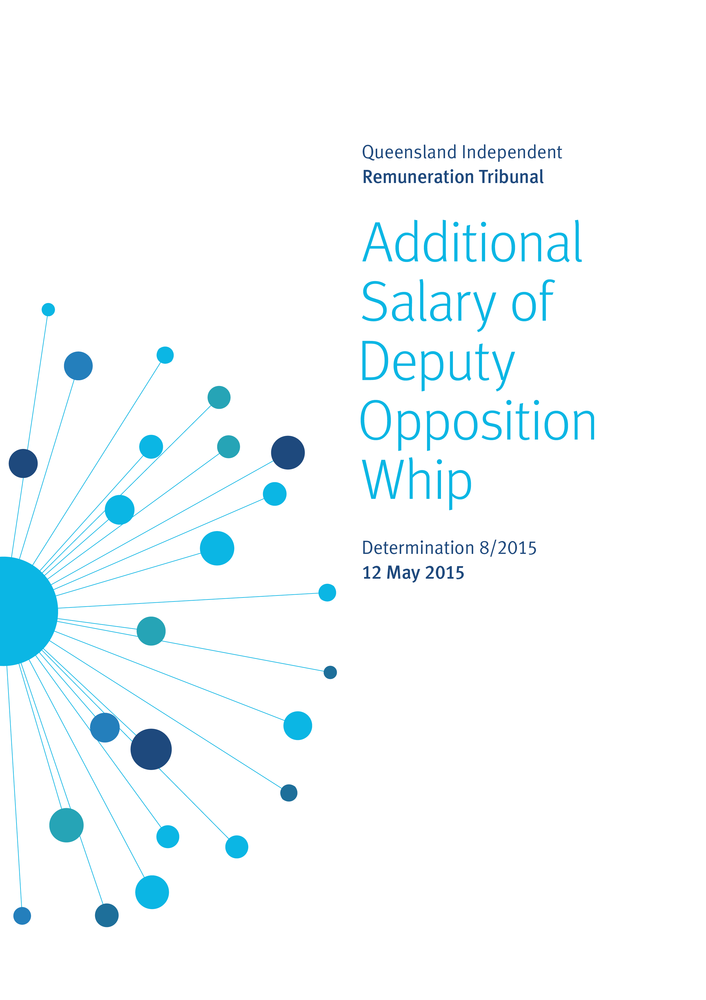 Queensland Independent
Remuneration Tribunal
Additional
Salary of
Deputy
Opposition
Whip
Determination 8/2015
12 May 2015